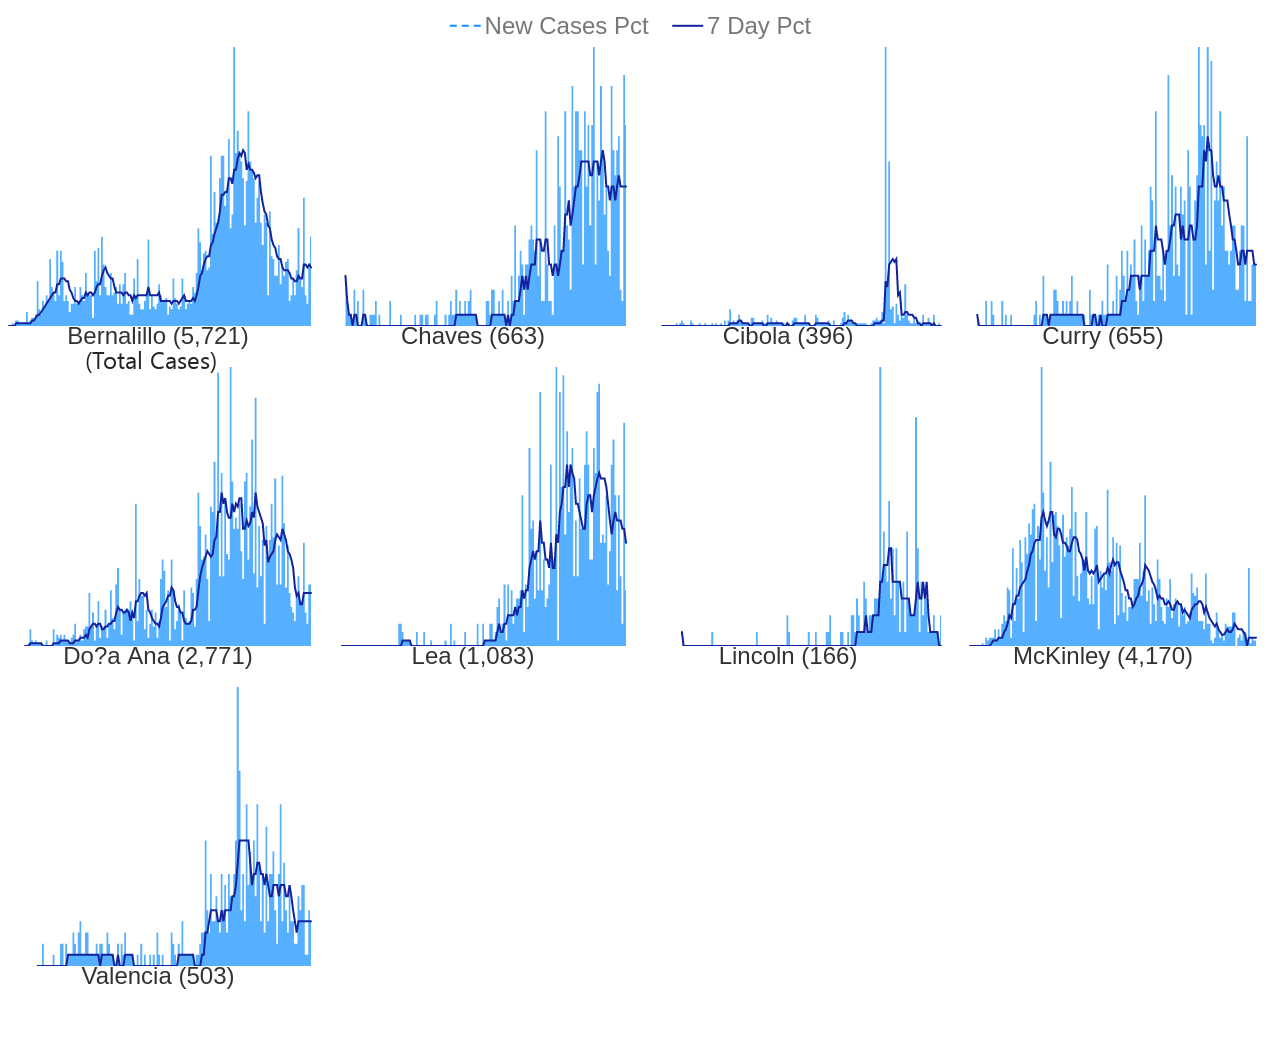 New Cases Pct 7 Day Pct
Bernalillo (5,721)
(Total Cases)
Chaves (663)
Cibola (396)
Curry (655)
Do?a Ana (2,771)
Lea (1,083)
Lincoln (166)
McKinley (4,170)
Valencia (503)